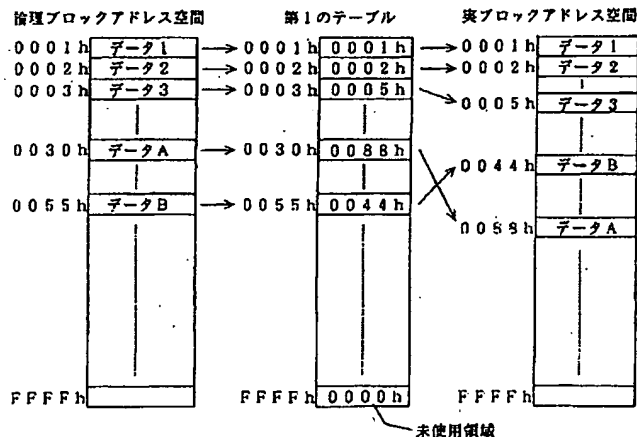 論理ブロックアドレス空間
0001h データ1
0002h データ2
0003h データ3
0030h データA
0055h データB
FFFFh
第1のテーブル
0001h 0001h
0002h 0002h
0003h 0005h
0030h 0088h
0055h 0044h
FFFFh 0000h
未使用領域
実ブロックアドレス空間
0001h データ1
0002h データ2
0005h データ3
0044h データB
0088h データA
FFFFh